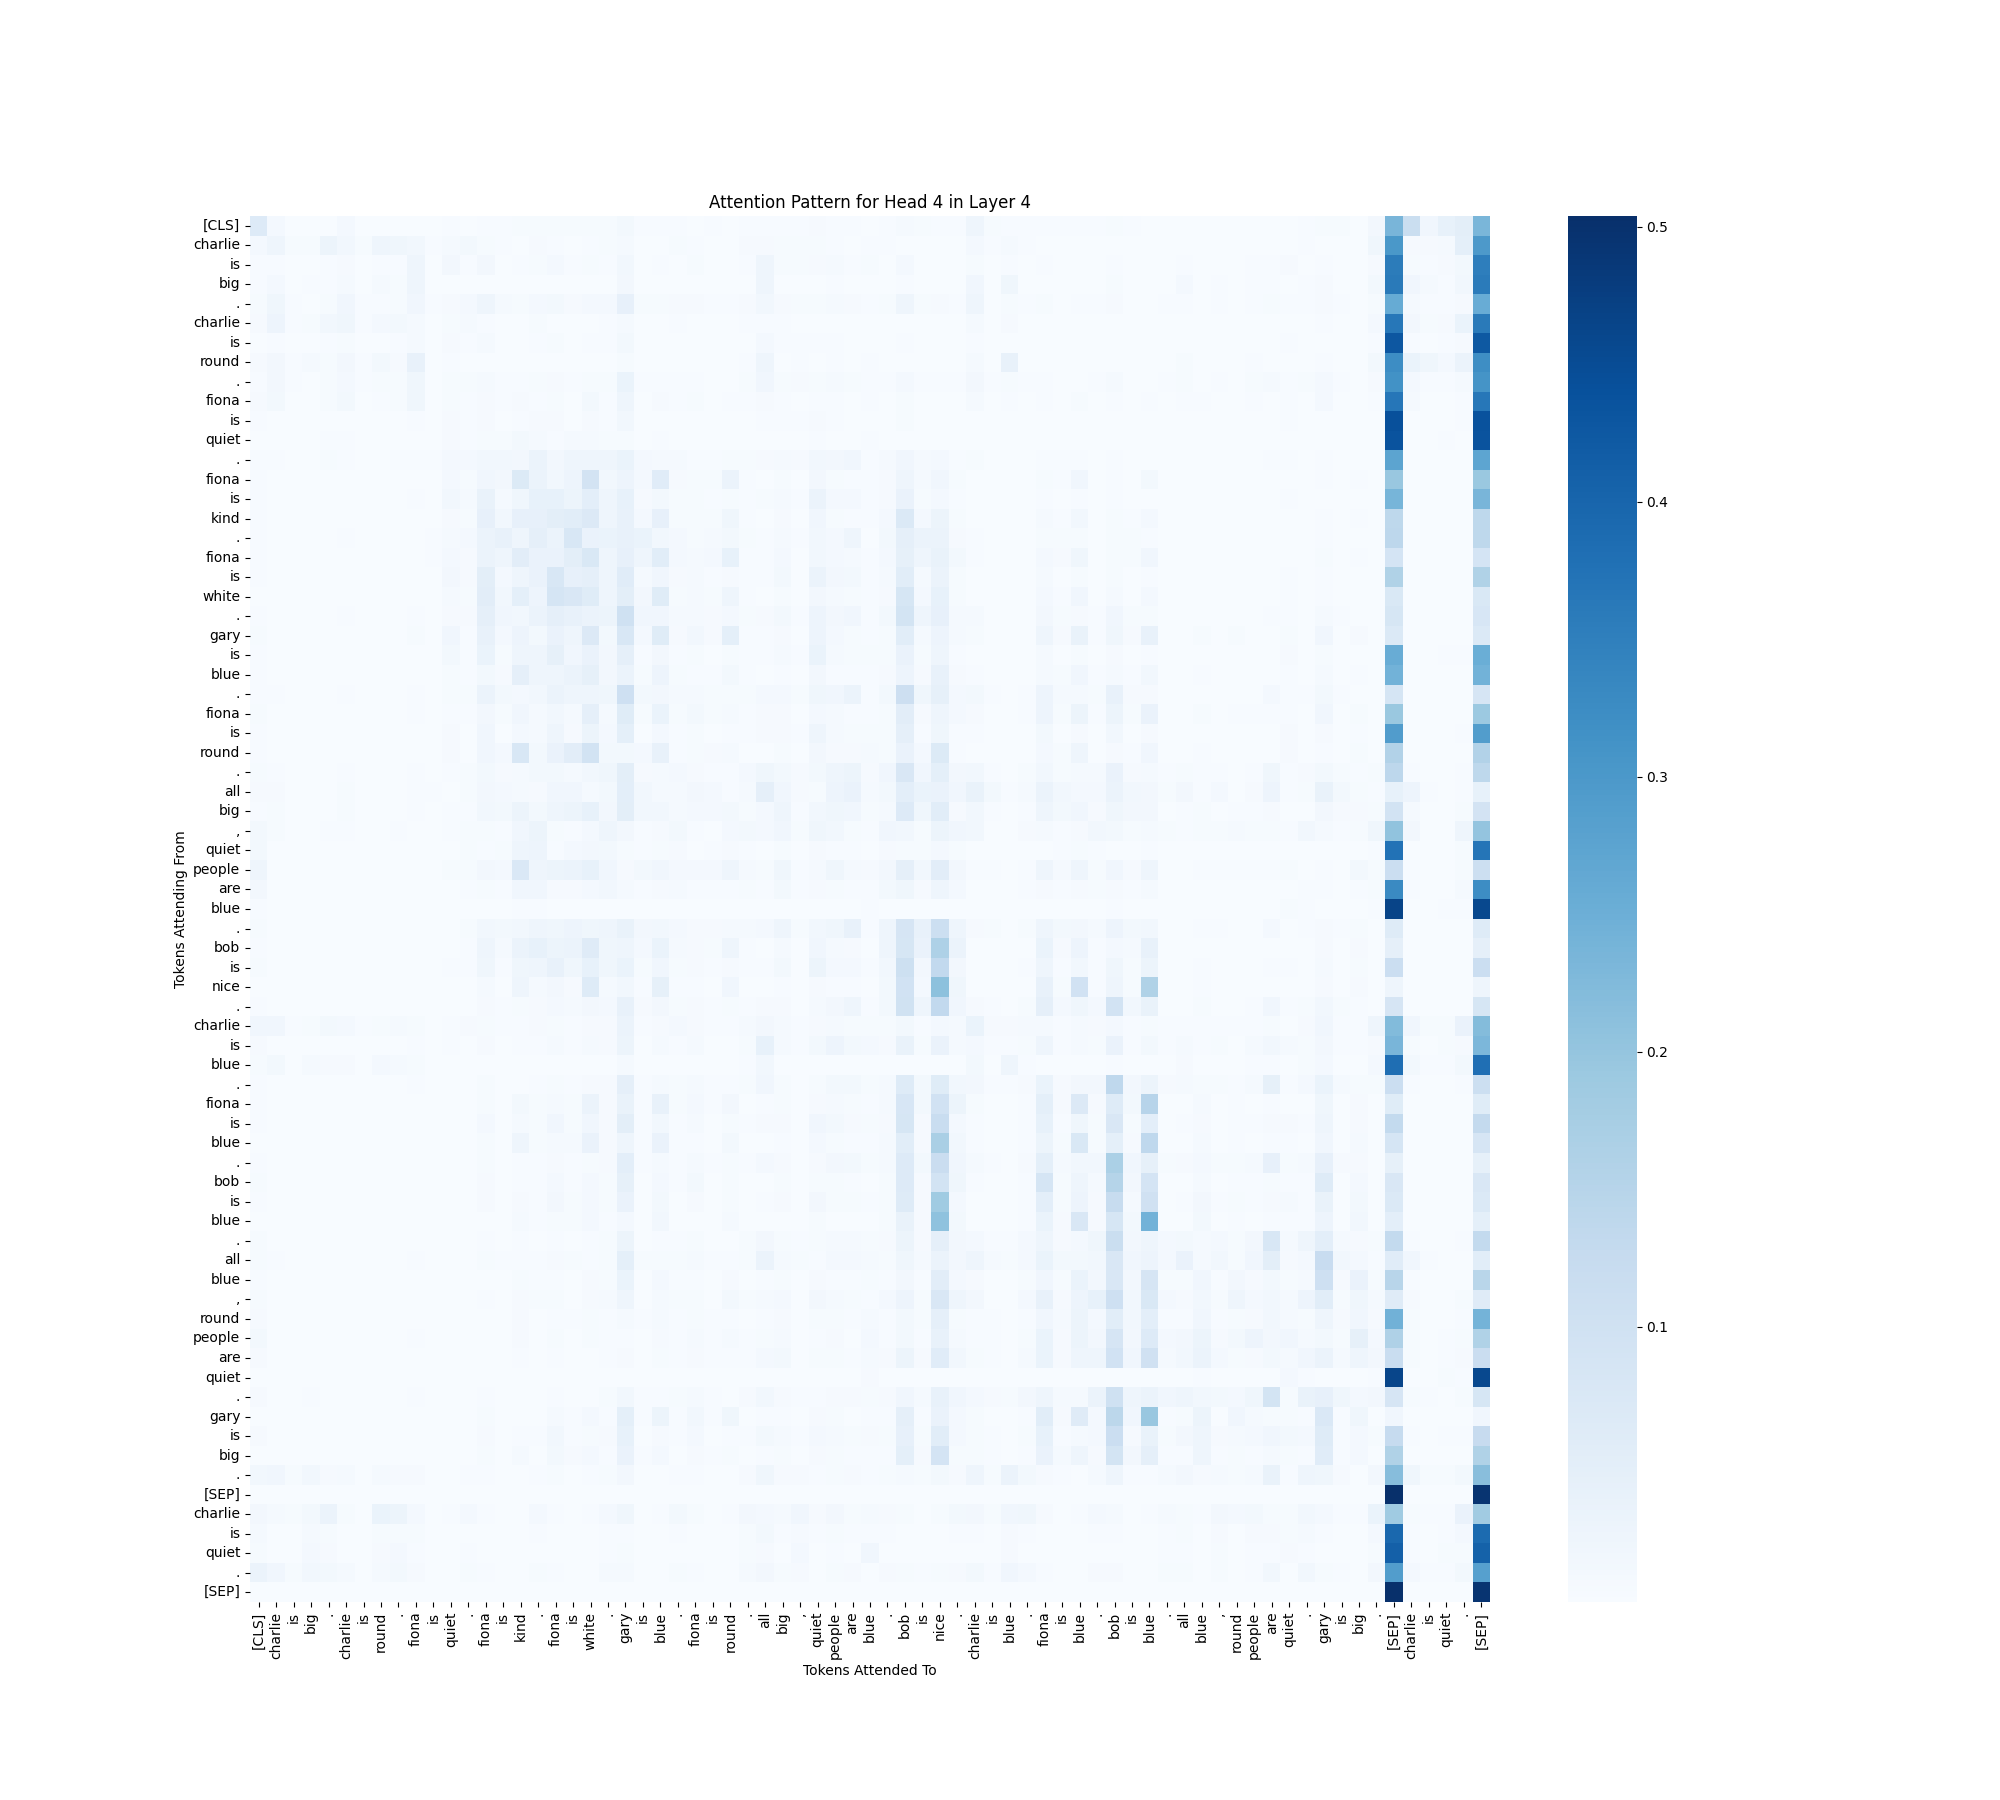 Attention Pattern for Head 4 in Layer 4
[CLS]
charlie
is
big
.
charlie
is
round
.
fiona
is
quiet
.
fiona
is
kind
.
fiona
is
white
.
gary
is
blue
.
fiona
is
round
.
all
big
,
quiet
people
are
blue
.
bob
is
nice
.
charlie
is
blue
.
fiona
is
blue
.
bob
is
blue
.
all
blue
,
round
people
are
quiet
.
gary
is
big
.
[SEP]
charlie
is
quiet
.
[SEP]
Tokens Attending From
[CLS]
charlie
is
big
.
charlie
is
round
.
fiona
is
quiet
.
fiona
is
kind
.
fiona
is
white
.
gary
is
blue
.
fiona
is
round
.
all
big
,
quiet
people
are
blue
.
bob
is
nice
.
charlie
is
blue
.
fiona
is
blue
.
bob
is
blue
.
all
blue
,
round
people
are
quiet
.
gary
is
big
.
[SEP]
charlie
is
quiet
.
[SEP]
Tokens Attended To
0.5
0.4
0.3
0.2
0.1